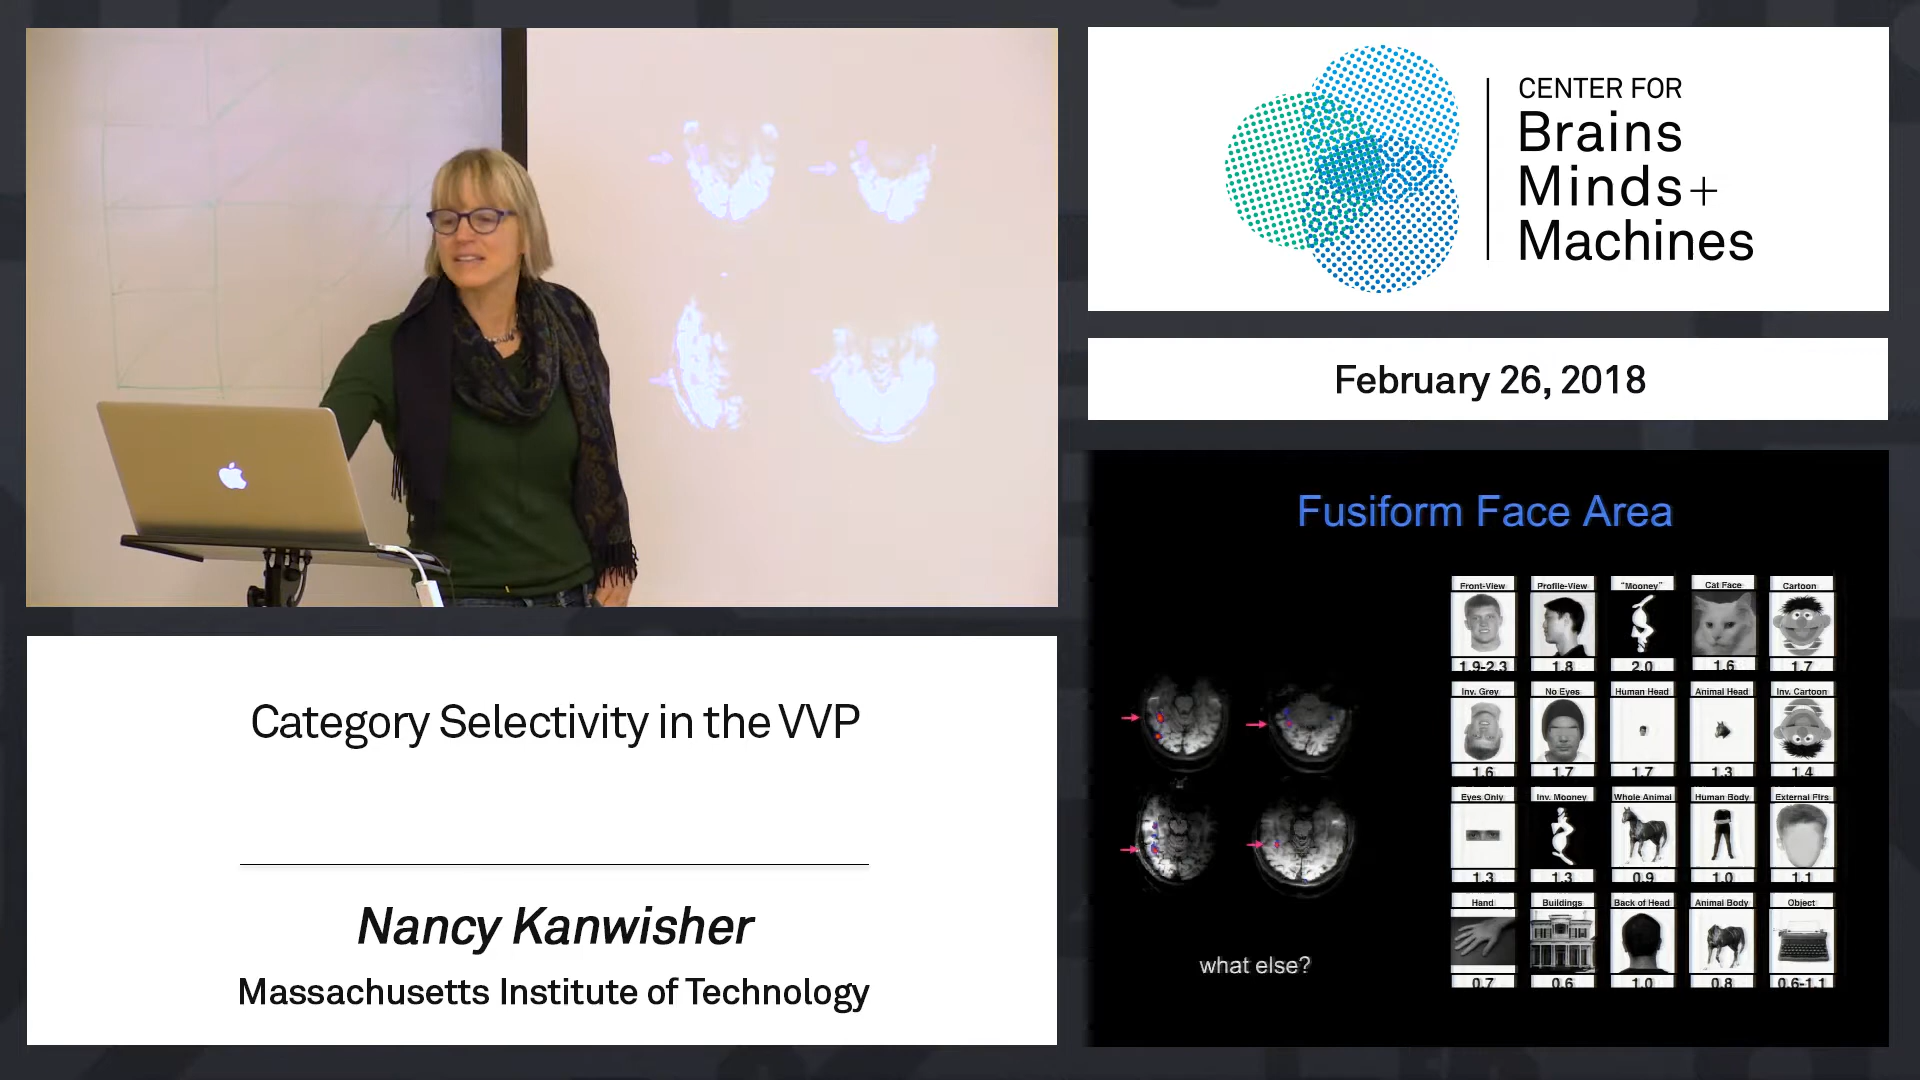 CENTER FOR
Brains
Minds+
Machines
February 26, 2018
Category Selectivity in the VVP
Nancy Kanwisher
Massachusetts Institute of Technology
Fusiform Face Area
Front-View Profile-View "Mooney" Cat Face Cartoon
1.9-2.3 1.8 2.0 1.6 1.7
Inv. Grey No Eyes Human Head Animal Head Inv. Cartoon
1.6 1.7 1.7 1.3 1.4
Eyes Only Inv. Mooney Whole Animal Human Body External Ftrs
1.3 1.3 0.9 1.0 1.1
Hand Buildings Back of Head Animal Body Object
0.7 0.6 1.0 0.8 0.6-1.1
what else?